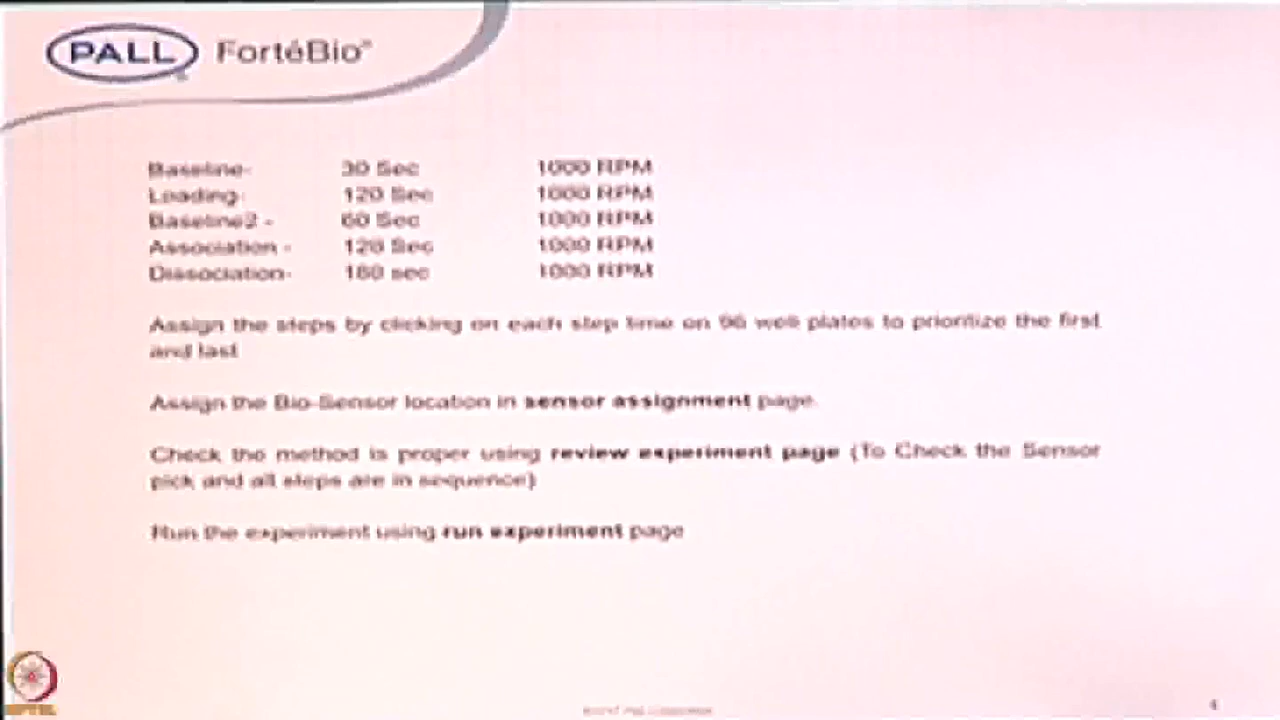 PALL FortéBio™
Baseline- 30 Sec 1000 RPM
Loading- 120 Sec 1000 RPM
Baseline2 - 60 Sec 1000 RPM
Association - 120 Sec 1000 RPM
Dissociation- 180 sec 1000 RPM
Assign the steps by clicking on each step time on 96 well plates to prioritize the first
and last
Assign the Bio-Sensor location in sensor assignment page.
Check the method is proper using review experiment page (To Check the Sensor
pick and all steps are in sequence)
Run the experiment using run experiment page
NPTEL